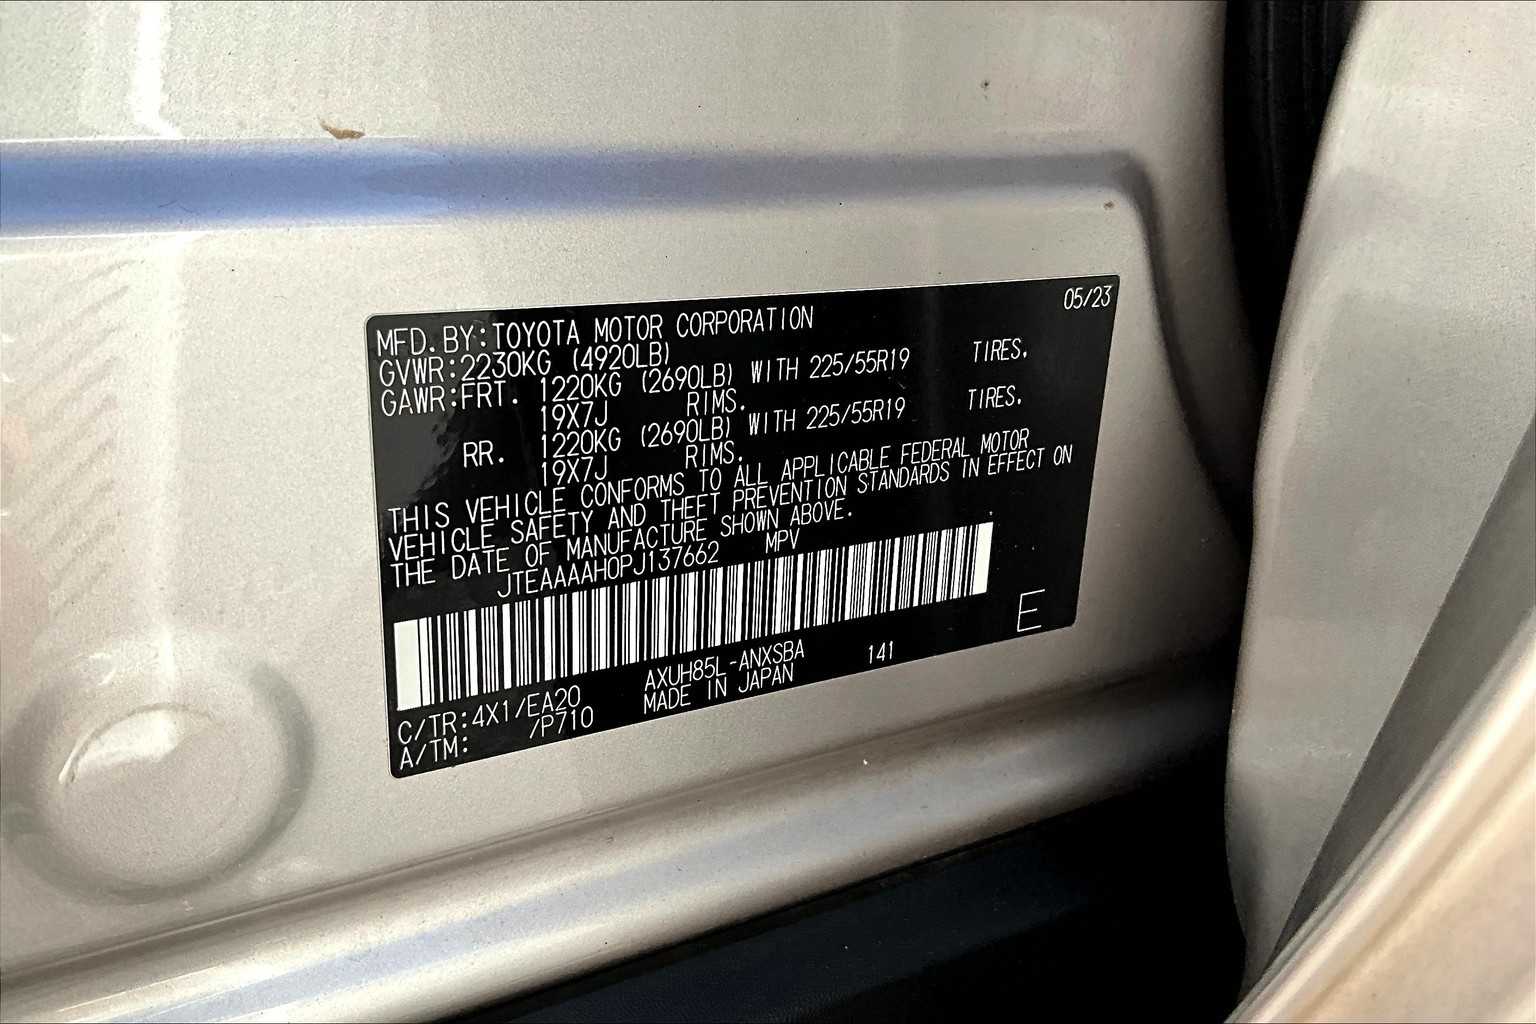 05/23
MFD. BY:TOYOTA MOTOR CORPORATION
GVWR:2230KG (4920LB)
GAWR:FRT. 1220KG (2690LB) WITH 225/55R19 TIRES,
19X7J RIMS.
RR. 1220KG (2690LB) WITH 225/55R19 TIRES,
19X7J RIMS.
THIS VEHICLE CONFORMS TO ALL APPLICABLE FEDERAL MOTOR
VEHICLE SAFETY AND THEFT PREVENTION STANDARDS IN EFFECT ON
THE DATE OF MANUFACTURE SHOWN ABOVE.
JTEAAAAH0PJ137662 MPV
E
C/TR:4X1/EA20 AXUH85L-ANXSBA 141
A/TM: /P710 MADE IN JAPAN